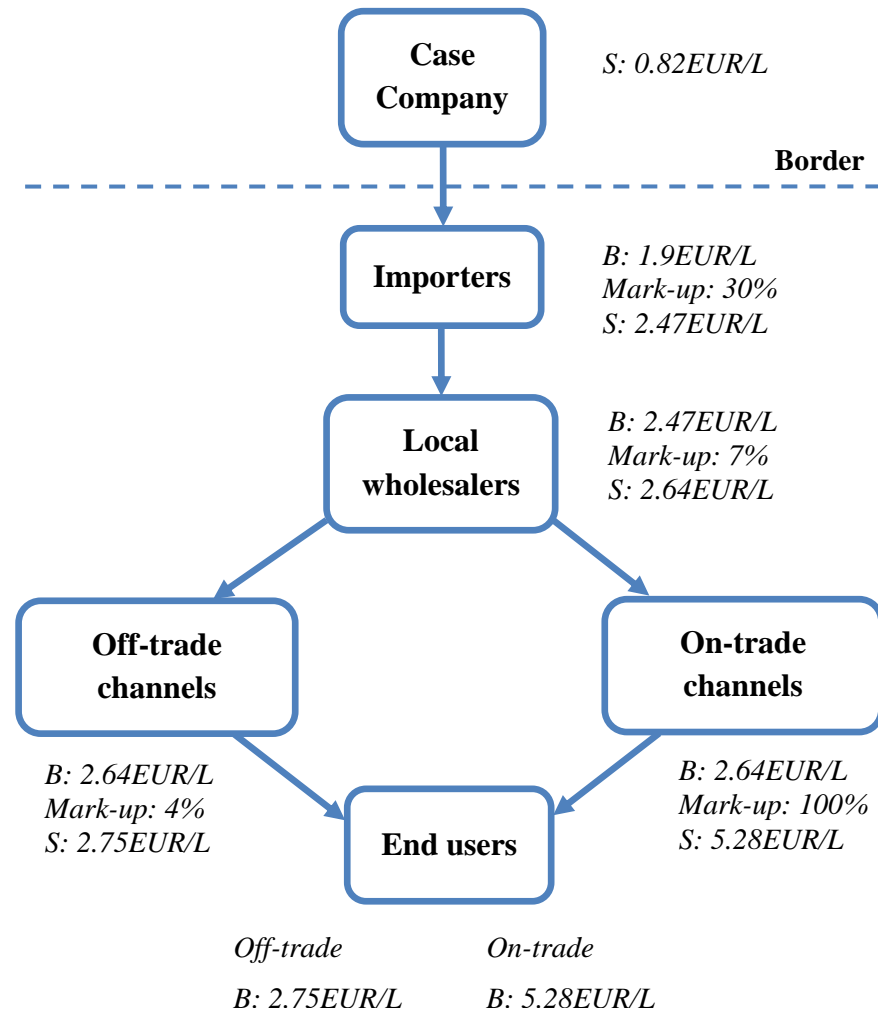 Case
Company
S: 0.82EUR/L
Border
Importers
B: 1.9EUR/L
Mark-up: 30%
S: 2.47EUR/L
Local
wholesalers
B: 2.47EUR/L
Mark-up: 7%
S: 2.64EUR/L
Off-trade
channels
B: 2.64EUR/L
Mark-up: 4%
S: 2.75EUR/L
On-trade
channels
B: 2.64EUR/L
Mark-up: 100%
S: 5.28EUR/L
End users
Off-trade
B: 2.75EUR/L
On-trade
B: 5.28EUR/L